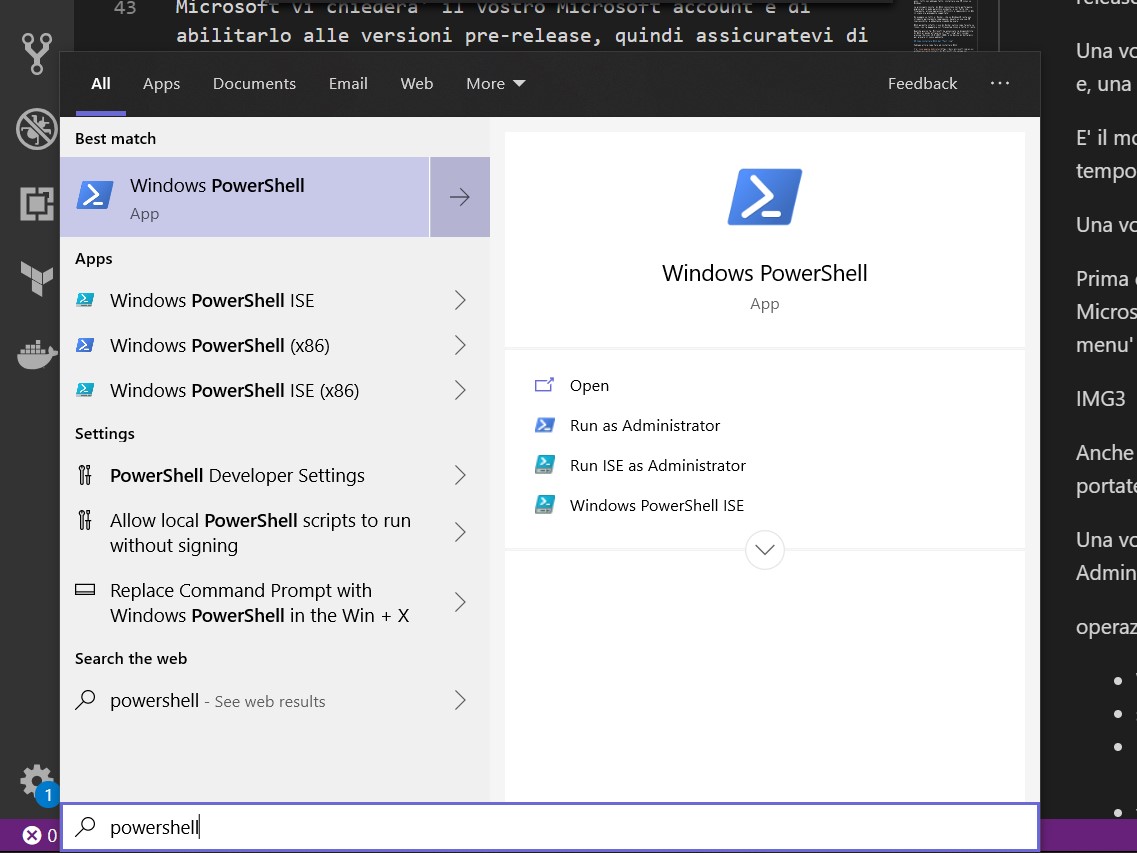 43
Microsoft vi chiedera' il vostro Microsoft account e di
abilitarlo alle versioni pre-release, quindi assicuratevi di
All Apps Documents Email Web More Feedback ...
Best match
Windows PowerShell
App
Apps
Windows PowerShell ISE
Windows PowerShell (x86)
Windows PowerShell ISE (x86)
Settings
PowerShell Developer Settings
Allow local PowerShell scripts to run
without signing
Replace Command Prompt with
Windows PowerShell in the Win + X
Search the web
powershell - See web results
powershell
Windows PowerShell
App
Open
Run as Administrator
Run ISE as Administrator
Windows PowerShell ISE
Una vo
e, una
E' il mo
tempo
Una vo
Prima
Micros
menu'
IMG3
Anche
portate
Una vo
Admin
operaz
1
0